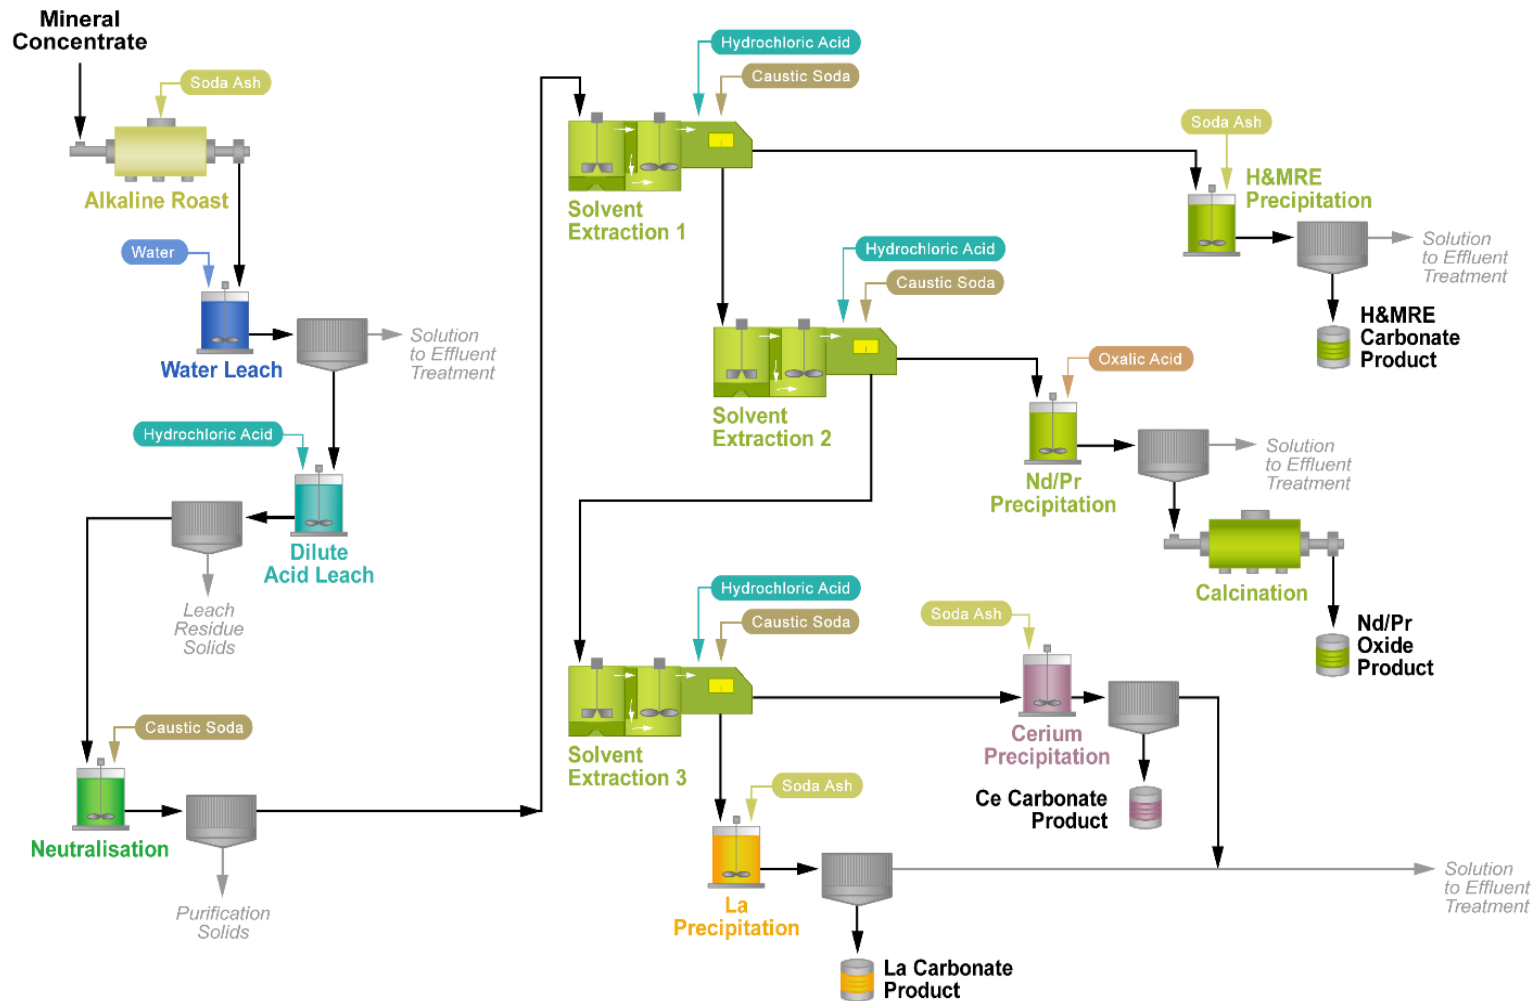 Mineral
Concentrate
Soda Ash
Alkaline Roast
Water
Water Leach
Solution
to Effluent
Treatment
Hydrochloric Acid
Dilute
Acid Leach
Leach
Residue
Solids
Caustic Soda
Neutralisation
Purification
Solids
Hydrochloric Acid
Caustic Soda
Solvent
Extraction 1
Soda Ash
H&MRE
Precipitation
Solution
to Effluent
Treatment
H&MRE
Carbonate
Product
Hydrochloric Acid
Caustic Soda
Solvent
Extraction 2
Oxalic Acid
Nd/Pr
Precipitation
Solution
to Effluent
Treatment
Calcination
Nd/Pr
Oxide
Product
Hydrochloric Acid
Caustic Soda
Solvent
Extraction 3
Soda Ash
Cerium
Precipitation
Ce Carbonate
Product
Soda Ash
La
Precipitation
Solution
to Effluent
Treatment
La Carbonate
Product